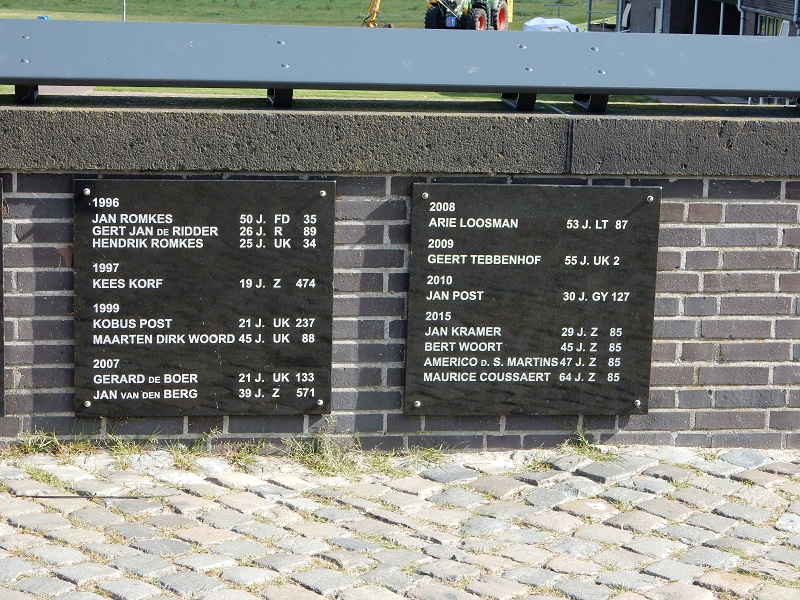 1996
JAN ROMKES 50 J. FD 35
GERT JAN DE RIDDER 26 J. R 89
HENDRIK ROMKES 25 J. UK 34
1997
KEES KORF 19 J. Z 474
1999
KOBUS POST 21 J. UK 237
MAARTEN DIRK WOORD 45 J. UK 88
2007
GERARD DE BOER 21 J. UK 133
JAN VAN DEN BERG 39 J. Z 571
2008
ARIE LOOSMAN 53 J. LT 87
2009
GEERT TEBBENHOF 55 J. UK 2
2010
JAN POST 30 J. GY 127
2015
JAN KRAMER 29 J. Z 85
BERT WOORT 45 J. Z 85
AMERICO D. S. MARTINS 47 J. Z 85
MAURICE COUSSAERT 64 J. Z 85